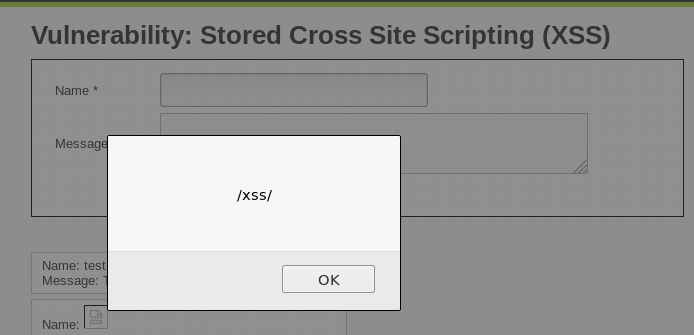 Vulnerability: Stored Cross Site Scripting (XSS)
Name *
Message
/xss/
OK
Name: test
Message:
Name: